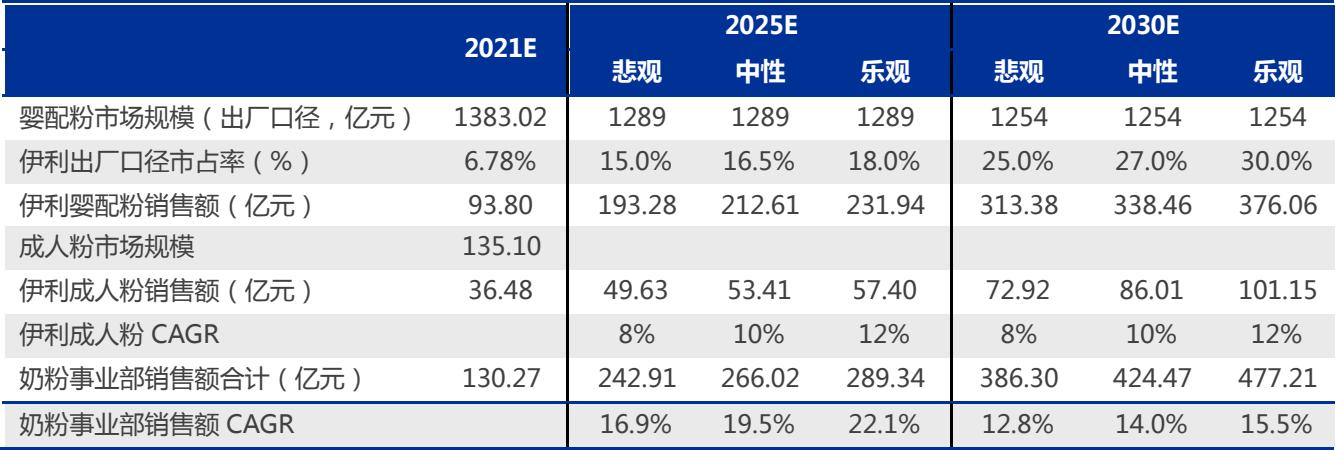 2021E 2025E 2030E
悲观 中性 乐观 悲观 中性 乐观
婴配粉市场规模（出厂口径，亿元） 1383.02 1289 1289 1289 1254 1254 1254
伊利出厂口径市占率（%） 6.78% 15.0% 16.5% 18.0% 25.0% 27.0% 30.0%
伊利婴配粉销售额（亿元） 93.80 193.28 212.61 231.94 313.38 338.46 376.06
成人粉市场规模 135.10
伊利成人粉销售额（亿元） 36.48 49.63 53.41 57.40 72.92 86.01 101.15
伊利成人粉 CAGR 8% 10% 12% 8% 10% 12%
奶粉事业部销售额合计（亿元） 130.27 242.91 266.02 289.34 386.30 424.47 477.21
奶粉事业部销售额 CAGR 16.9% 19.5% 22.1% 12.8% 14.0% 15.5%